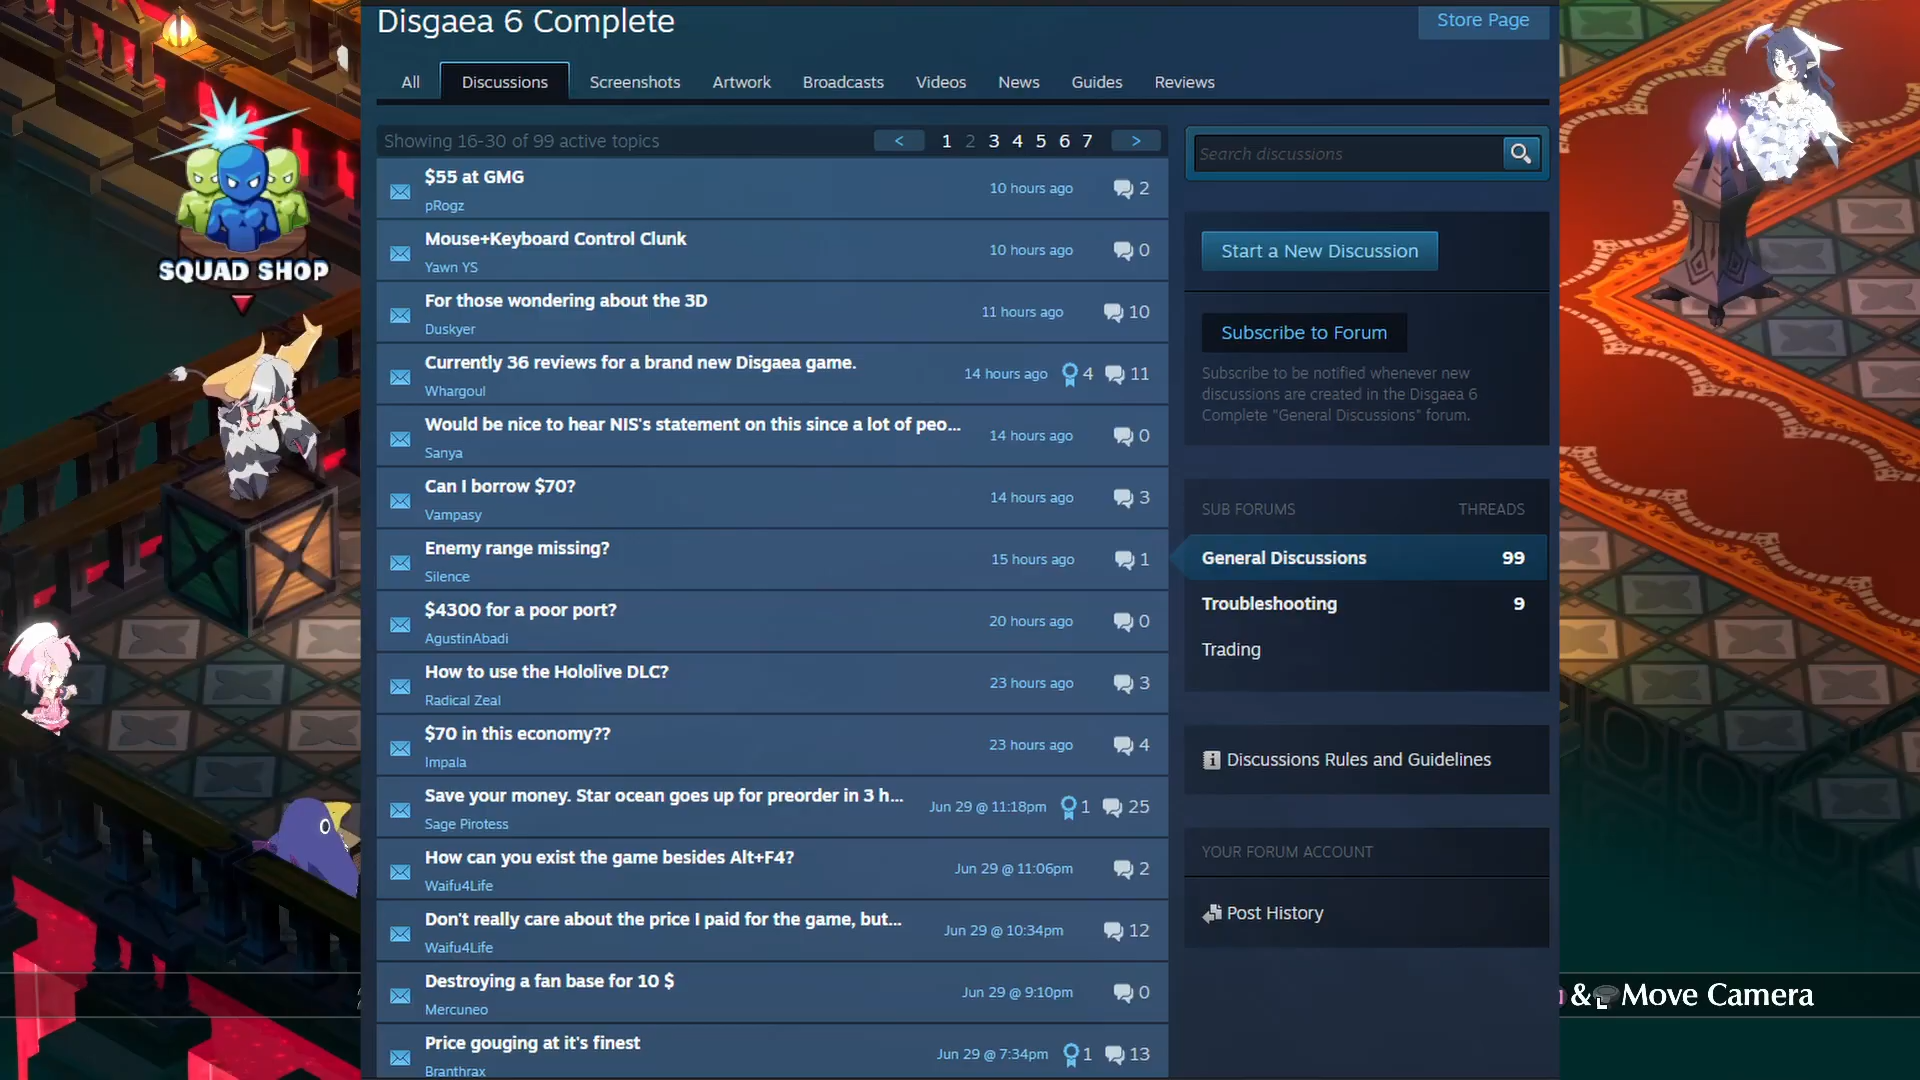 Disgaea 6 Complete
Store Page
All
Discussions
Screenshots
Artwork
Broadcasts
Videos
News
Guides
Reviews
Showing 16-30 of 99 active topics
< 1 2 3 4 5 6 7 >
$55 at GMG
pRogz
10 hours ago
2
Mouse+Keyboard Control Clunk
Yawn YS
10 hours ago
0
For those wondering about the 3D
Duskyer
11 hours ago
10
Currently 36 reviews for a brand new Disgaea game.
Whargoul
14 hours ago
4
11
Would be nice to hear NIS's statement on this since a lot of peo...
Sanya
14 hours ago
0
Can I borrow $70?
Vampasy
14 hours ago
3
Enemy range missing?
Silence
15 hours ago
1
$4300 for a poor port?
AgustinAbadi
20 hours ago
0
How to use the Hololive DLC?
Radical Zeal
23 hours ago
3
$70 in this economy??
Impala
23 hours ago
4
Save your money. Star ocean goes up for preorder in 3 h...
Sage Pirotess
Jun 29 @ 11:18pm
1
25
How can you exist the game besides Alt+F4?
Waifu4Life
Jun 29 @ 11:06pm
2
Don't really care about the price I paid for the game, but...
Waifu4Life
Jun 29 @ 10:34pm
12
Destroying a fan base for 10 $
Mercuneo
Jun 29 @ 9:10pm
0
Price gouging at it's finest
Branthrax
Jun 29 @ 7:34pm
1
13
Search discussions
Start a New Discussion
Subscribe to Forum
Subscribe to be notified whenever new
discussions are created in the Disgaea 6
Complete "General Discussions" forum.
SUB FORUMS
THREADS
General Discussions
99
Troubleshooting
9
Trading
Discussions Rules and Guidelines
YOUR FORUM ACCOUNT
Post History
SQUAD SHOP
& Move Camera